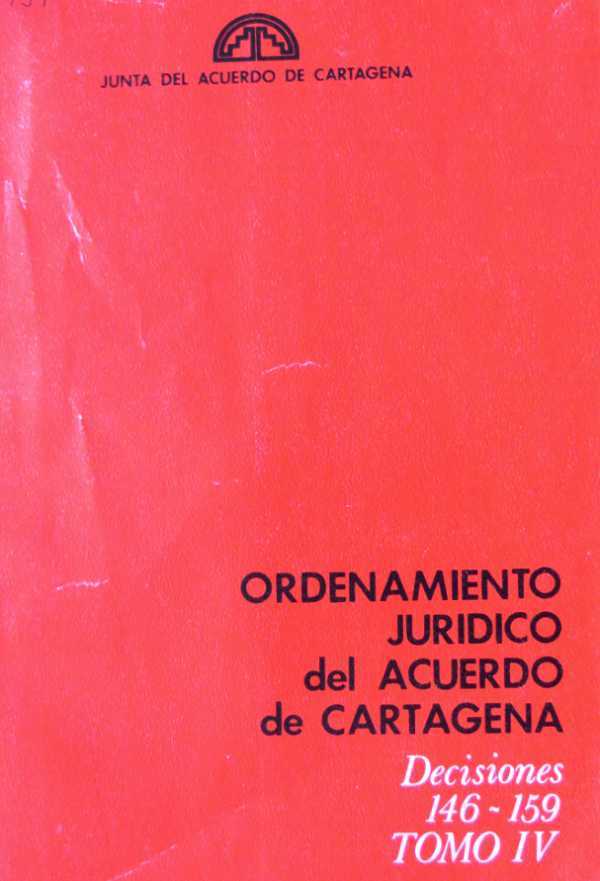 JUNTA DEL ACUERDO DE CARTAGENA
ORDENAMIENTO
JURIDICO
del ACUERDO
de CARTAGENA
Decisiones
146 - 159
TOMO IV